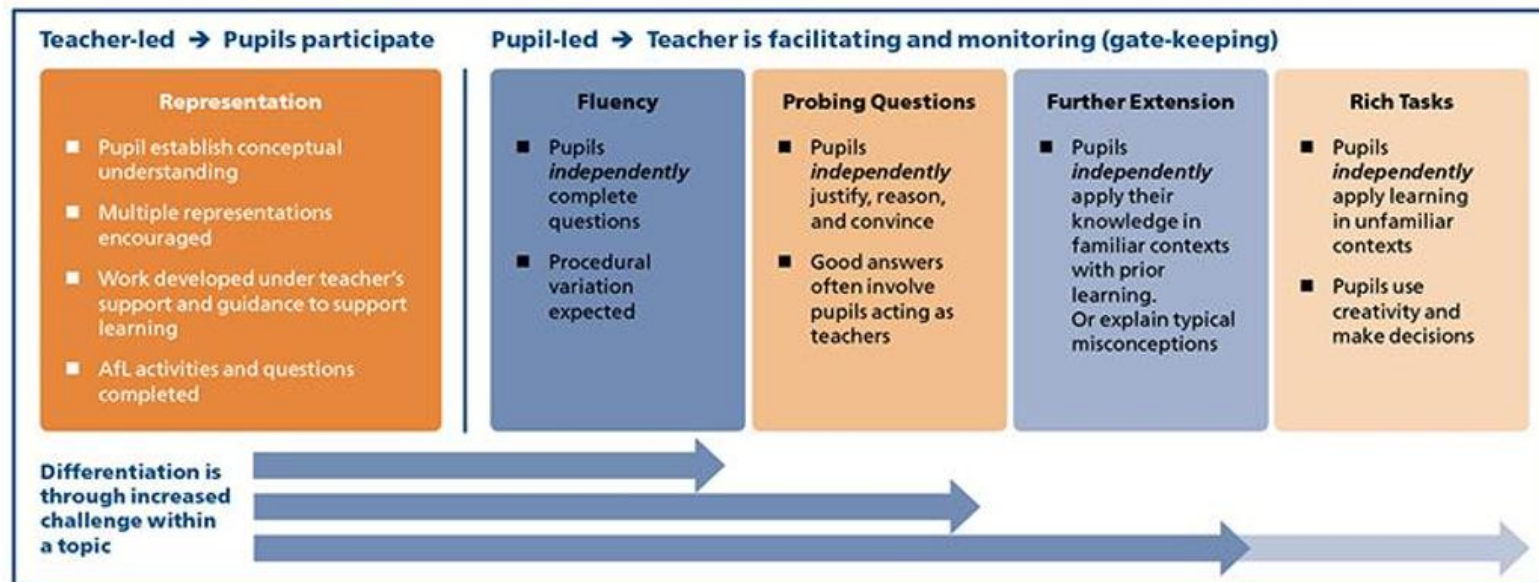 Teacher-led → Pupils participate
Pupil-led → Teacher is facilitating and monitoring (gate-keeping)
Representation
■ Pupil establish conceptual
understanding
■ Multiple representations
encouraged
■ Work developed under teacher's
support and guidance to support
learning
■ AfL activities and questions
completed
Fluency
■ Pupils
independently
complete
questions
■ Procedural
variation
expected
Probing Questions
■ Pupils
independently
justify, reason,
and convince
■ Good answers
often involve
pupils acting as
teachers
Further Extension
■ Pupils
independently
apply their
knowledge in
familiar contexts
with prior
learning.
Or explain typical
misconceptions
Rich Tasks
■ Pupils
independently
apply learning
in unfamiliar
contexts
■ Pupils use
creativity and
make decisions
Differentiation is
through increased
challenge within
a topic